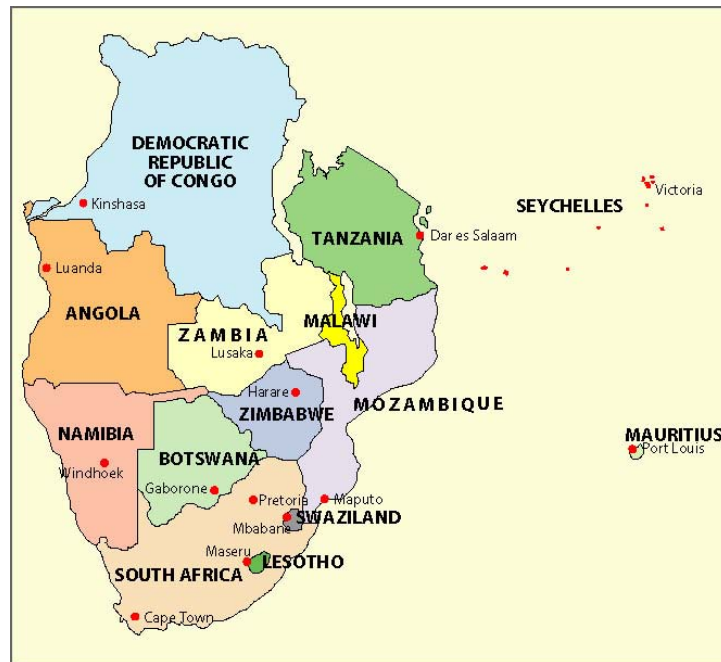 DEMOCRATIC
REPUBLIC
OF CONGO
Kinshasa
Victoria
SEYCHELLES
TANZANIA
Dar es Salaam
Luanda
ANGOLA
ZAMBIA
MALAWI
Lusaka
Harare
MOZAMBIQUE
ZIMBABWE
NAMIBIA
MAURITIUS
Port Louis
BOTSWANA
Windhoek
Gaborone
Pretoria
Maputo
SWAZILAND
Mbabane
Maseru
LESOTHO
SOUTH AFRICA
Cape Town